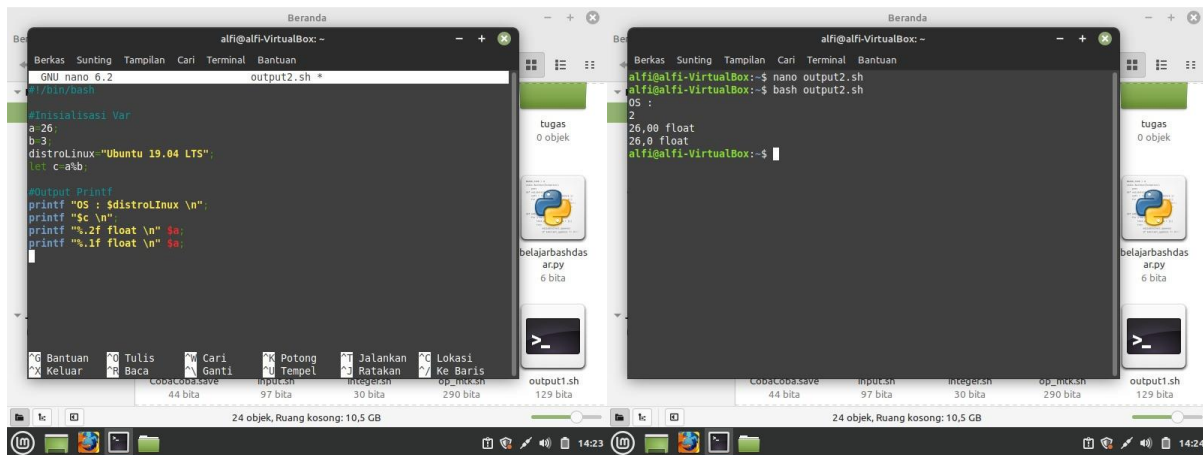 Beranda
alfi@alfi-VirtualBox: ~
Berkas Sunting Tampilan Cari Terminal Bantuan
GNU nano 6.2 output2.sh *
#!/bin/bash
#Inisialisasi Var
a=26;
b=3;
distroLinux="Ubuntu 19.04 LTS";
let c=a%b;
#Output Printf
printf "OS : $distroLInux \n";
printf "$c \n";
printf "%.2f float \n" $a;
printf "%.1f float \n" $a;
^G Bantuan ^O Tulis ^W Cari ^K Potong ^T Jalankan ^C Lokasi
^X Keluar ^R Baca ^\ Ganti ^U Tempel ^J Ratakan ^/ Ke Baris
tugas
0 objek
belajarbashdas
ar.py
6 bita
CobaCoba.save input.sh integer.sh op_mtk.sh output1.sh
44 bita 97 bita 30 bita 290 bita 129 bita
24 objek, Ruang kosong: 10,5 GB
14:23
Beranda
alfi@alfi-VirtualBox: ~
Berkas Sunting Tampilan Cari Terminal Bantuan
alfi@alfi-VirtualBox:~$ nano output2.sh
alfi@alfi-VirtualBox:~$ bash output2.sh
OS :
2
26,00 float
26,0 float
alfi@alfi-VirtualBox:~$
tugas
0 objek
belajarbashdas
ar.py
6 bita
CobaCoba.save input.sh integer.sh op_mtk.sh output1.sh
44 bita 97 bita 30 bita 290 bita 129 bita
24 objek, Ruang kosong: 10,5 GB
14:24